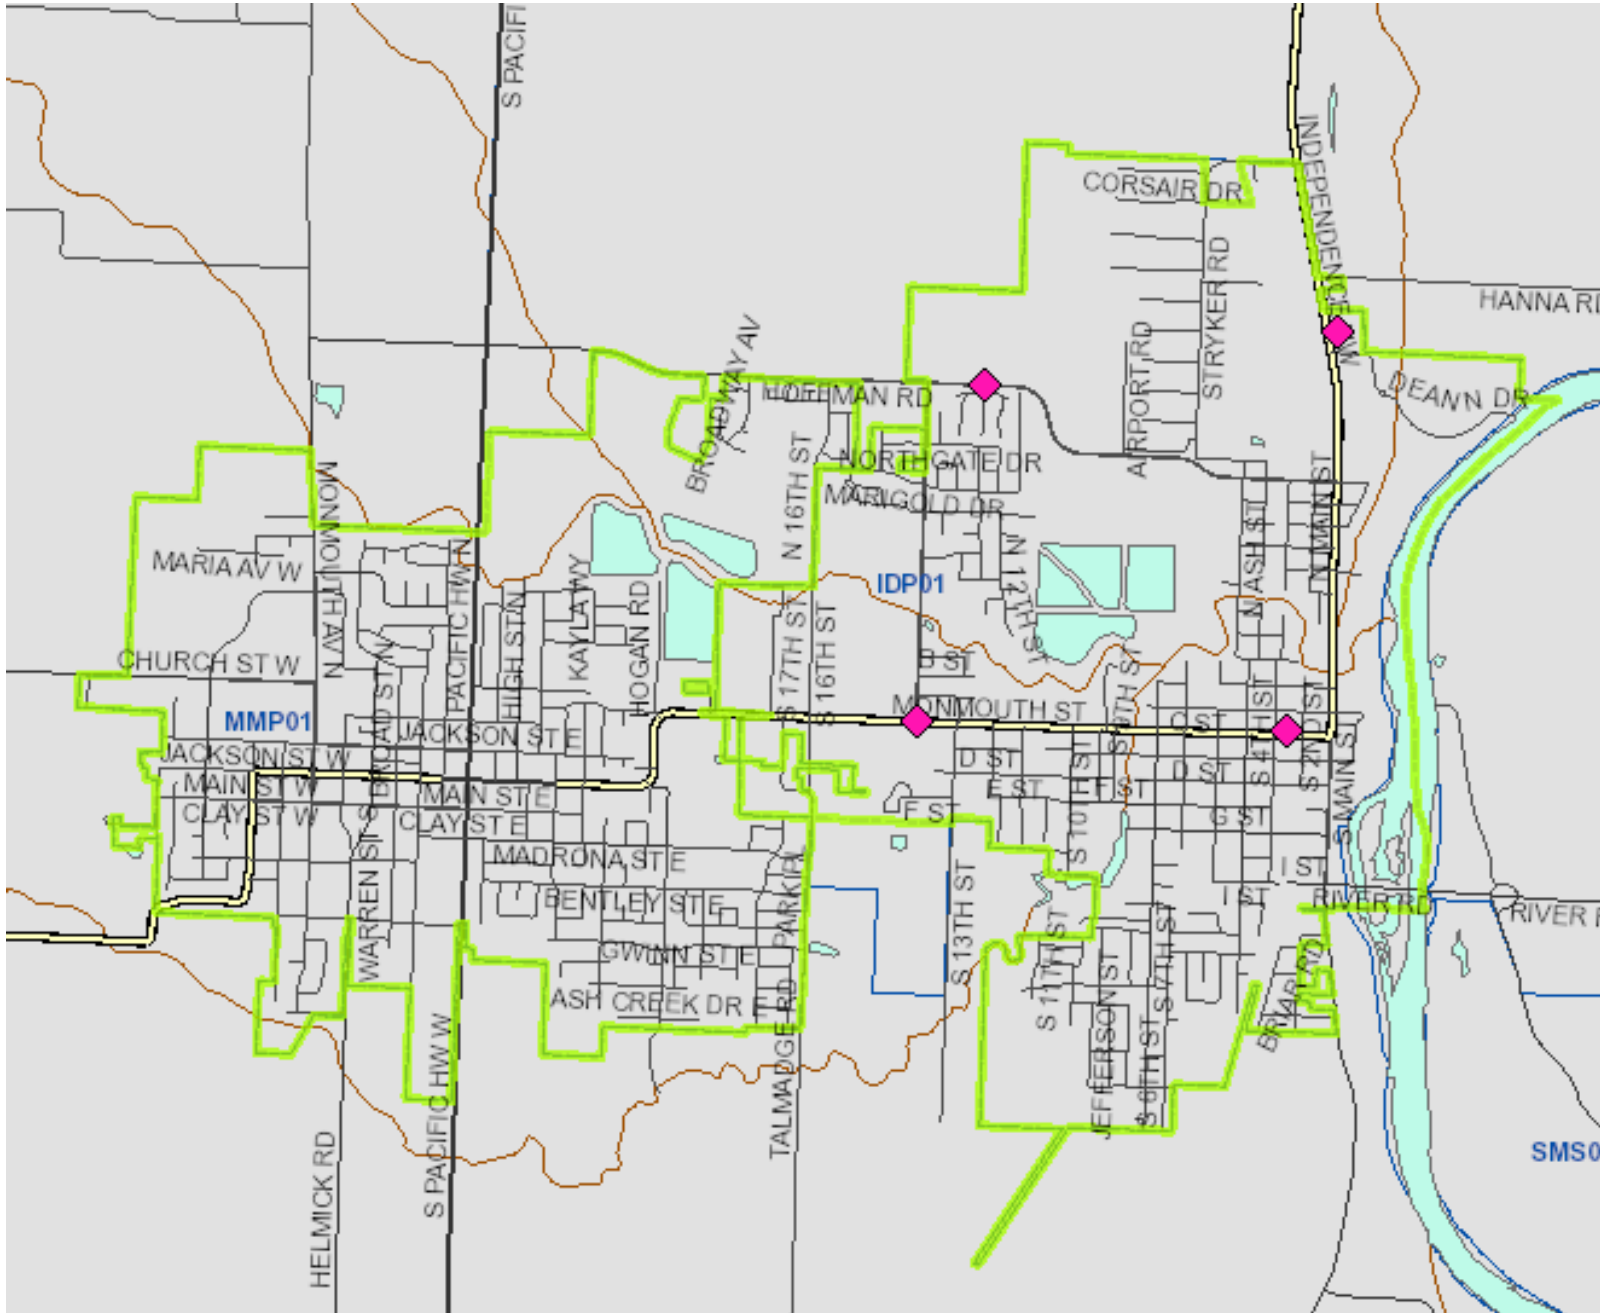 S PACIFI
INDEPENDENCE
W
CORSAIR DR
STRYKER RD
AIRPORT RD
HANNA RD
DEANN DR
BROADWAY AV
HOFFMAN RD
N 16TH ST
NORTHGATE DR
MARIGOLD DR
N 12TH ST
N ASH ST
N MAIN ST
MONMOUTH AV N
MARIA AV W
PACIFIC HW N
HIGH ST N
KAYLA WY
HOGAN RD
IDP01
S 17TH ST
S 16TH ST
B ST
CHURCH ST W
MMP01
BROAD ST N
MONMOUTH ST
S 9TH ST
C ST
S 4TH ST
S 2ND ST
S MAIN S
JACKSON ST E
JACKSON ST W
D ST
D ST
S 10TH ST
MAIN ST W
MAIN ST E
E ST
F ST
CLAY ST W
CLAY ST E
F ST
G ST
WARREN ST S
MADRONA ST E
PARK PL
I ST
BENTLEY ST E
I ST
RIVER RD
RIVER R
S 13TH ST
GWINN ST E
S 11TH ST
S 7TH ST
ASH CREEK DR E
BRIAR RD
JEFFERSON ST
S 6TH ST
TALMADGE RD
S PACIFIC HW W
HELMICK RD
SMS0